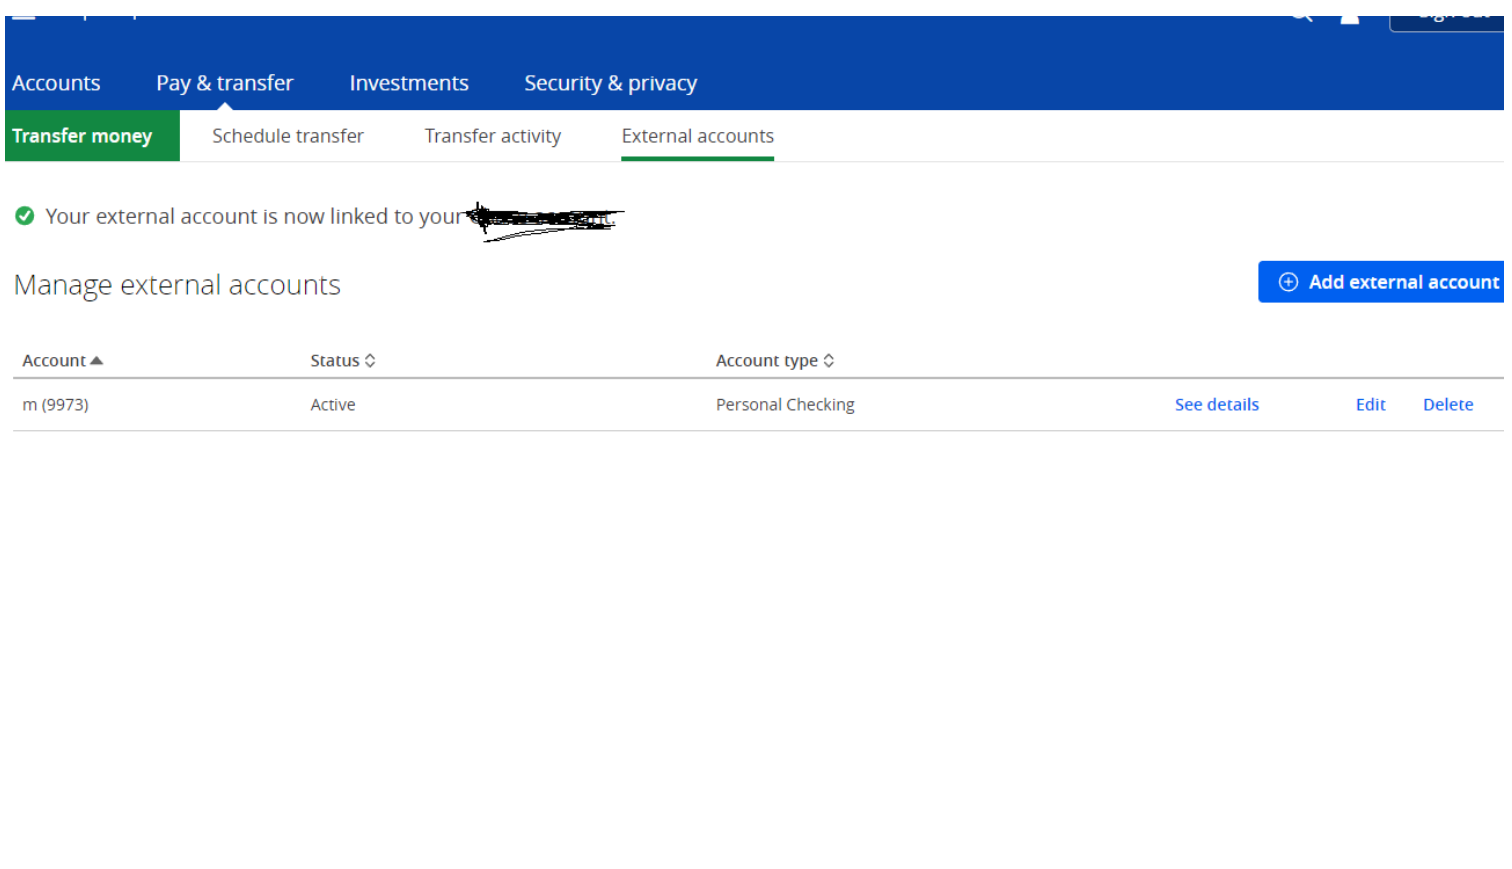 Accounts Pay & transfer Investments Security & privacy
Transfer money Schedule transfer Transfer activity External accounts
Your external account is now linked to your
Manage external accounts
Add external account
Account Status Account type
m (9973) Active Personal Checking See details Edit Delete